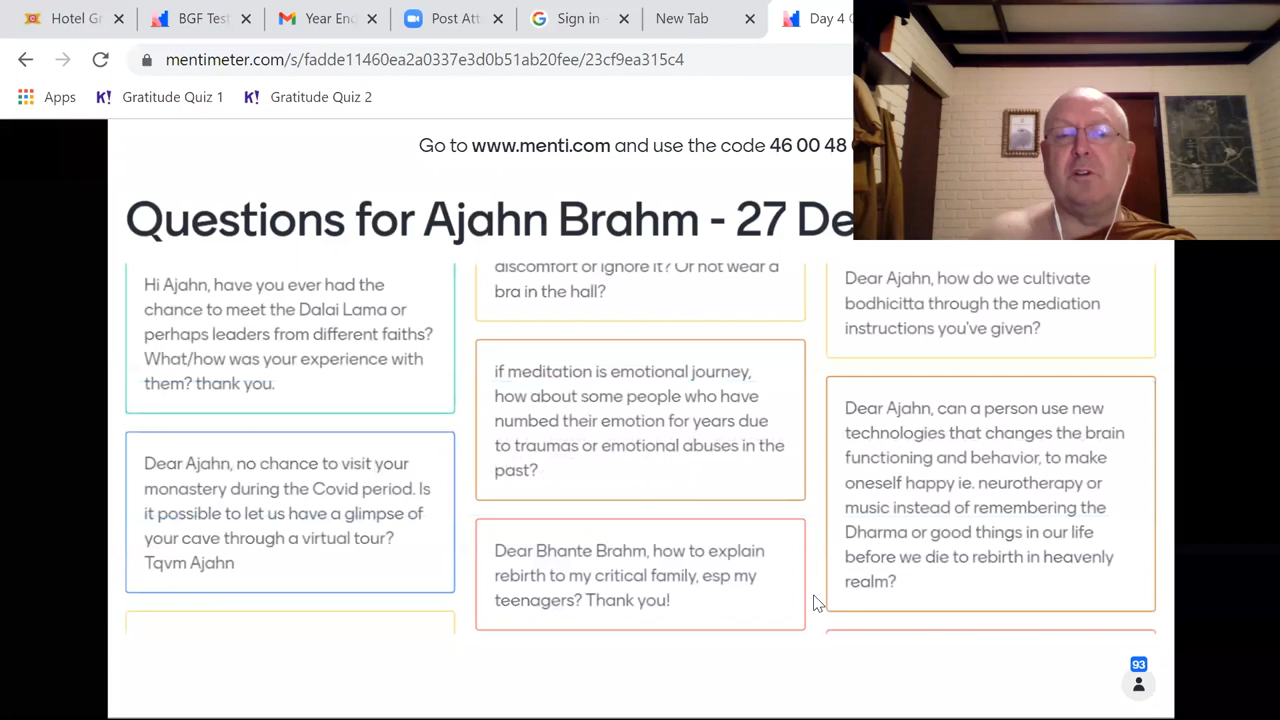 Hotel G
BGF Tes
Year En
Post Att
Sign in
New Tab
Day 4
mentimeter.com/s/fadde11460ea2a0337e3d0b51ab20fee/23cf9ea315c4
Apps
Gratitude Quiz 1
Gratitude Quiz 2
Go to www.menti.com and use the code 46 00 48
Questions for Ajahn Brahm - 27 De
Hi Ajahn, have you ever had the
chance to meet the Dalai Lama or
perhaps leaders from different faiths?
What/how was your experience with
them? thank you.
Dear Ajahn, no chance to visit your
monastery during the Covid period. Is
it possible to let us have a glimpse of
your cave through a virtual tour?
Tqvm Ajahn
discomfort or ignore it? Or not wear a
bra in the hall?
if meditation is emotional journey,
how about some people who have
numbed their emotion for years due
to traumas or emotional abuses in the
past?
Dear Bhante Brahm, how to explain
rebirth to my critical family, esp my
teenagers? Thank you!
Dear Ajahn, how do we cultivate
bodhicitta through the mediation
instructions you've given?
Dear Ajahn, can a person use new
technologies that changes the brain
functioning and behavior, to make
oneself happy ie. neurotherapy or
music instead of remembering the
Dharma or good things in our life
before we die to rebirth in heavenly
realm?
93